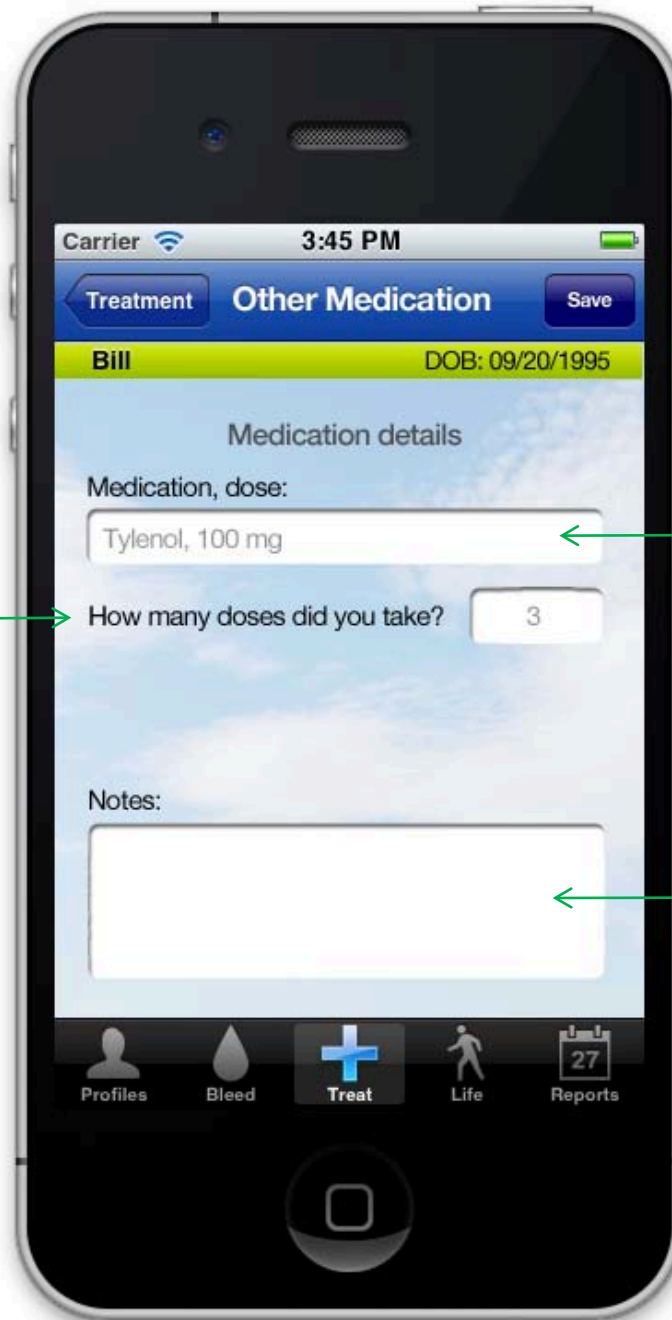 Carrier 3:45 PM
Treatment Other Medication Save
Bill DOB: 09/20/1995
Medication details
Medication, dose:
Tylenol, 100 mg
How many doses did you take? 3
Notes:
27
Profiles Bleed Treat Life Reports